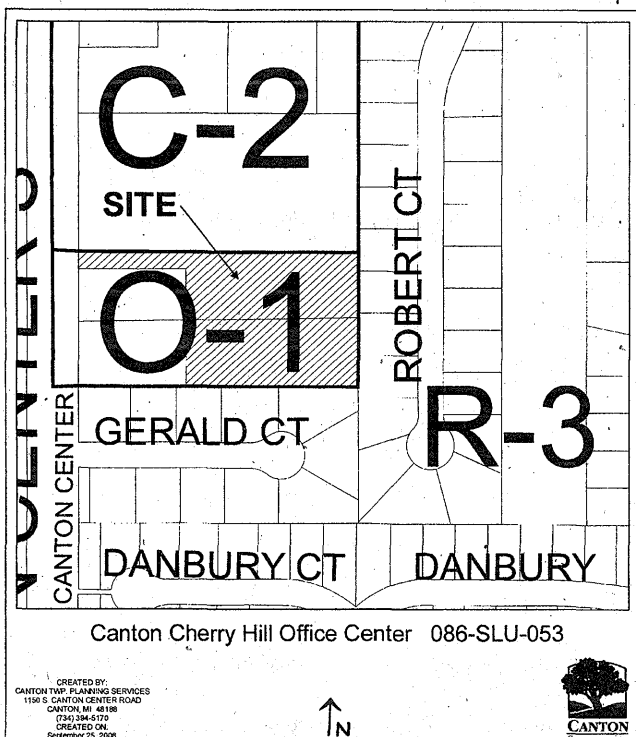 C-2
SITE
O-1
ROBERT CT
R-3
GERALD CT
CANTON CENTER
DANBURY CT
DANBURY
Canton Cherry Hill Office Center 086-SLU-053
CREATED BY:
CANTON TWP. PLANNING SERVICES
1150 S. CANTON CENTER ROAD
CANTON, MI 48188
(734) 394-5170
CREATED ON:
September 25, 2008
N
CANTON